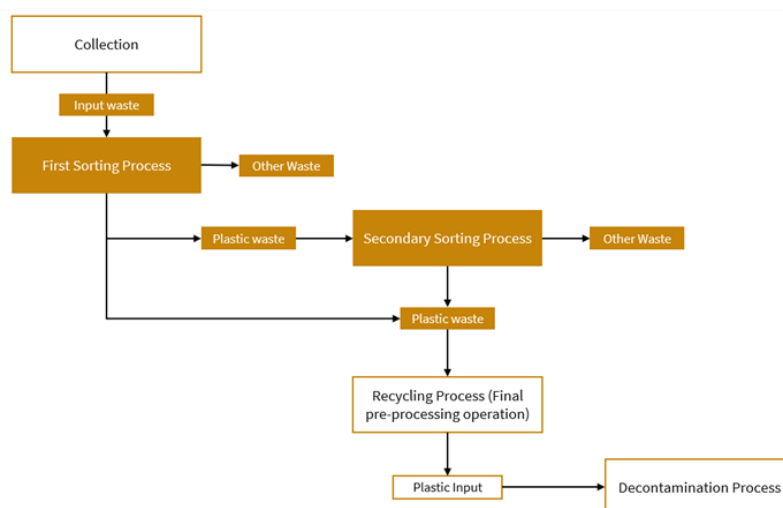 Collection
Input waste
First Sorting Process
Other Waste
Plastic waste
Secondary Sorting Process
Other Waste
Plastic waste
Recycling Process (Final
pre-processing operation)
Plastic Input
Decontamination Process